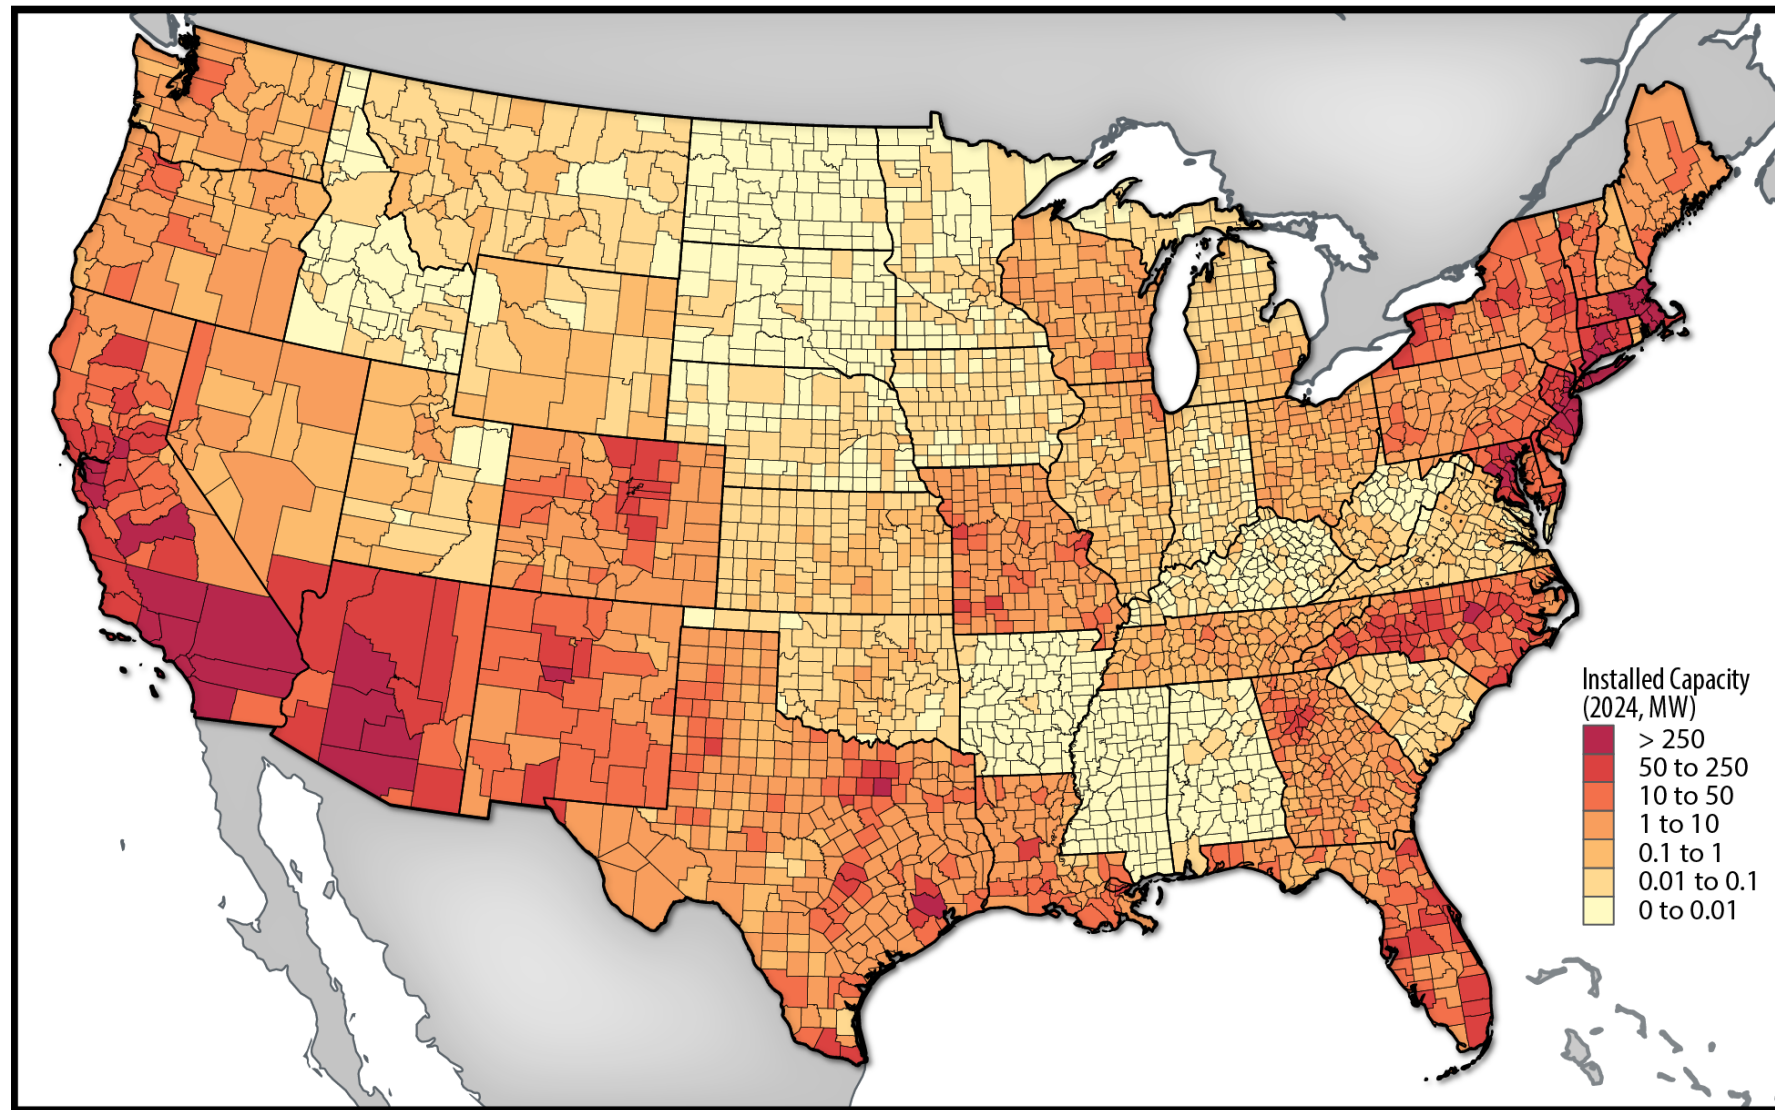 Installed Capacity
(2024, MW)
> 250
50 to 250
10 to 50
1 to 10
0.1 to 1
0.01 to 0.1
0 to 0.01